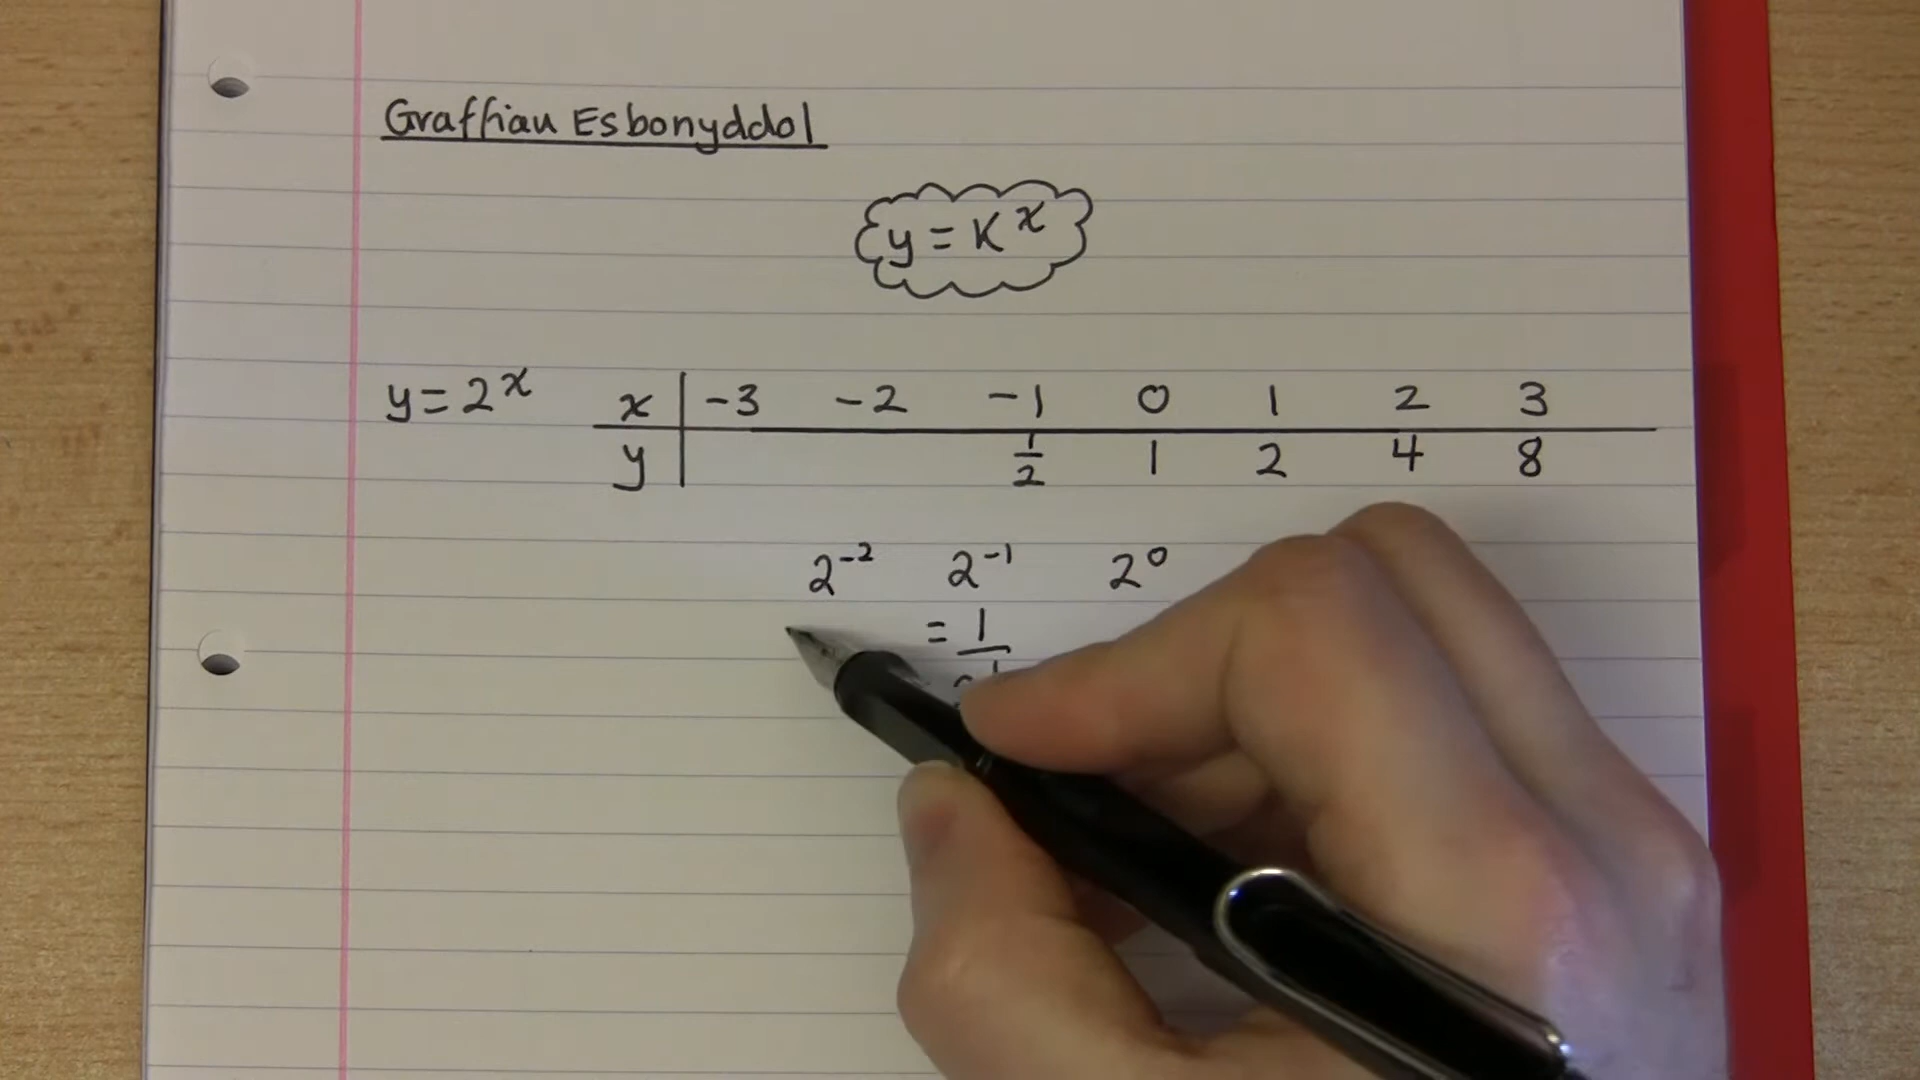 Graffiau Esbonyddol
y = K^x
y = 2^x
x | -3 -2 -1 0 1 2 3
y | 1/2 1 2 4 8
2^-2 2^-1 2^0
= 1